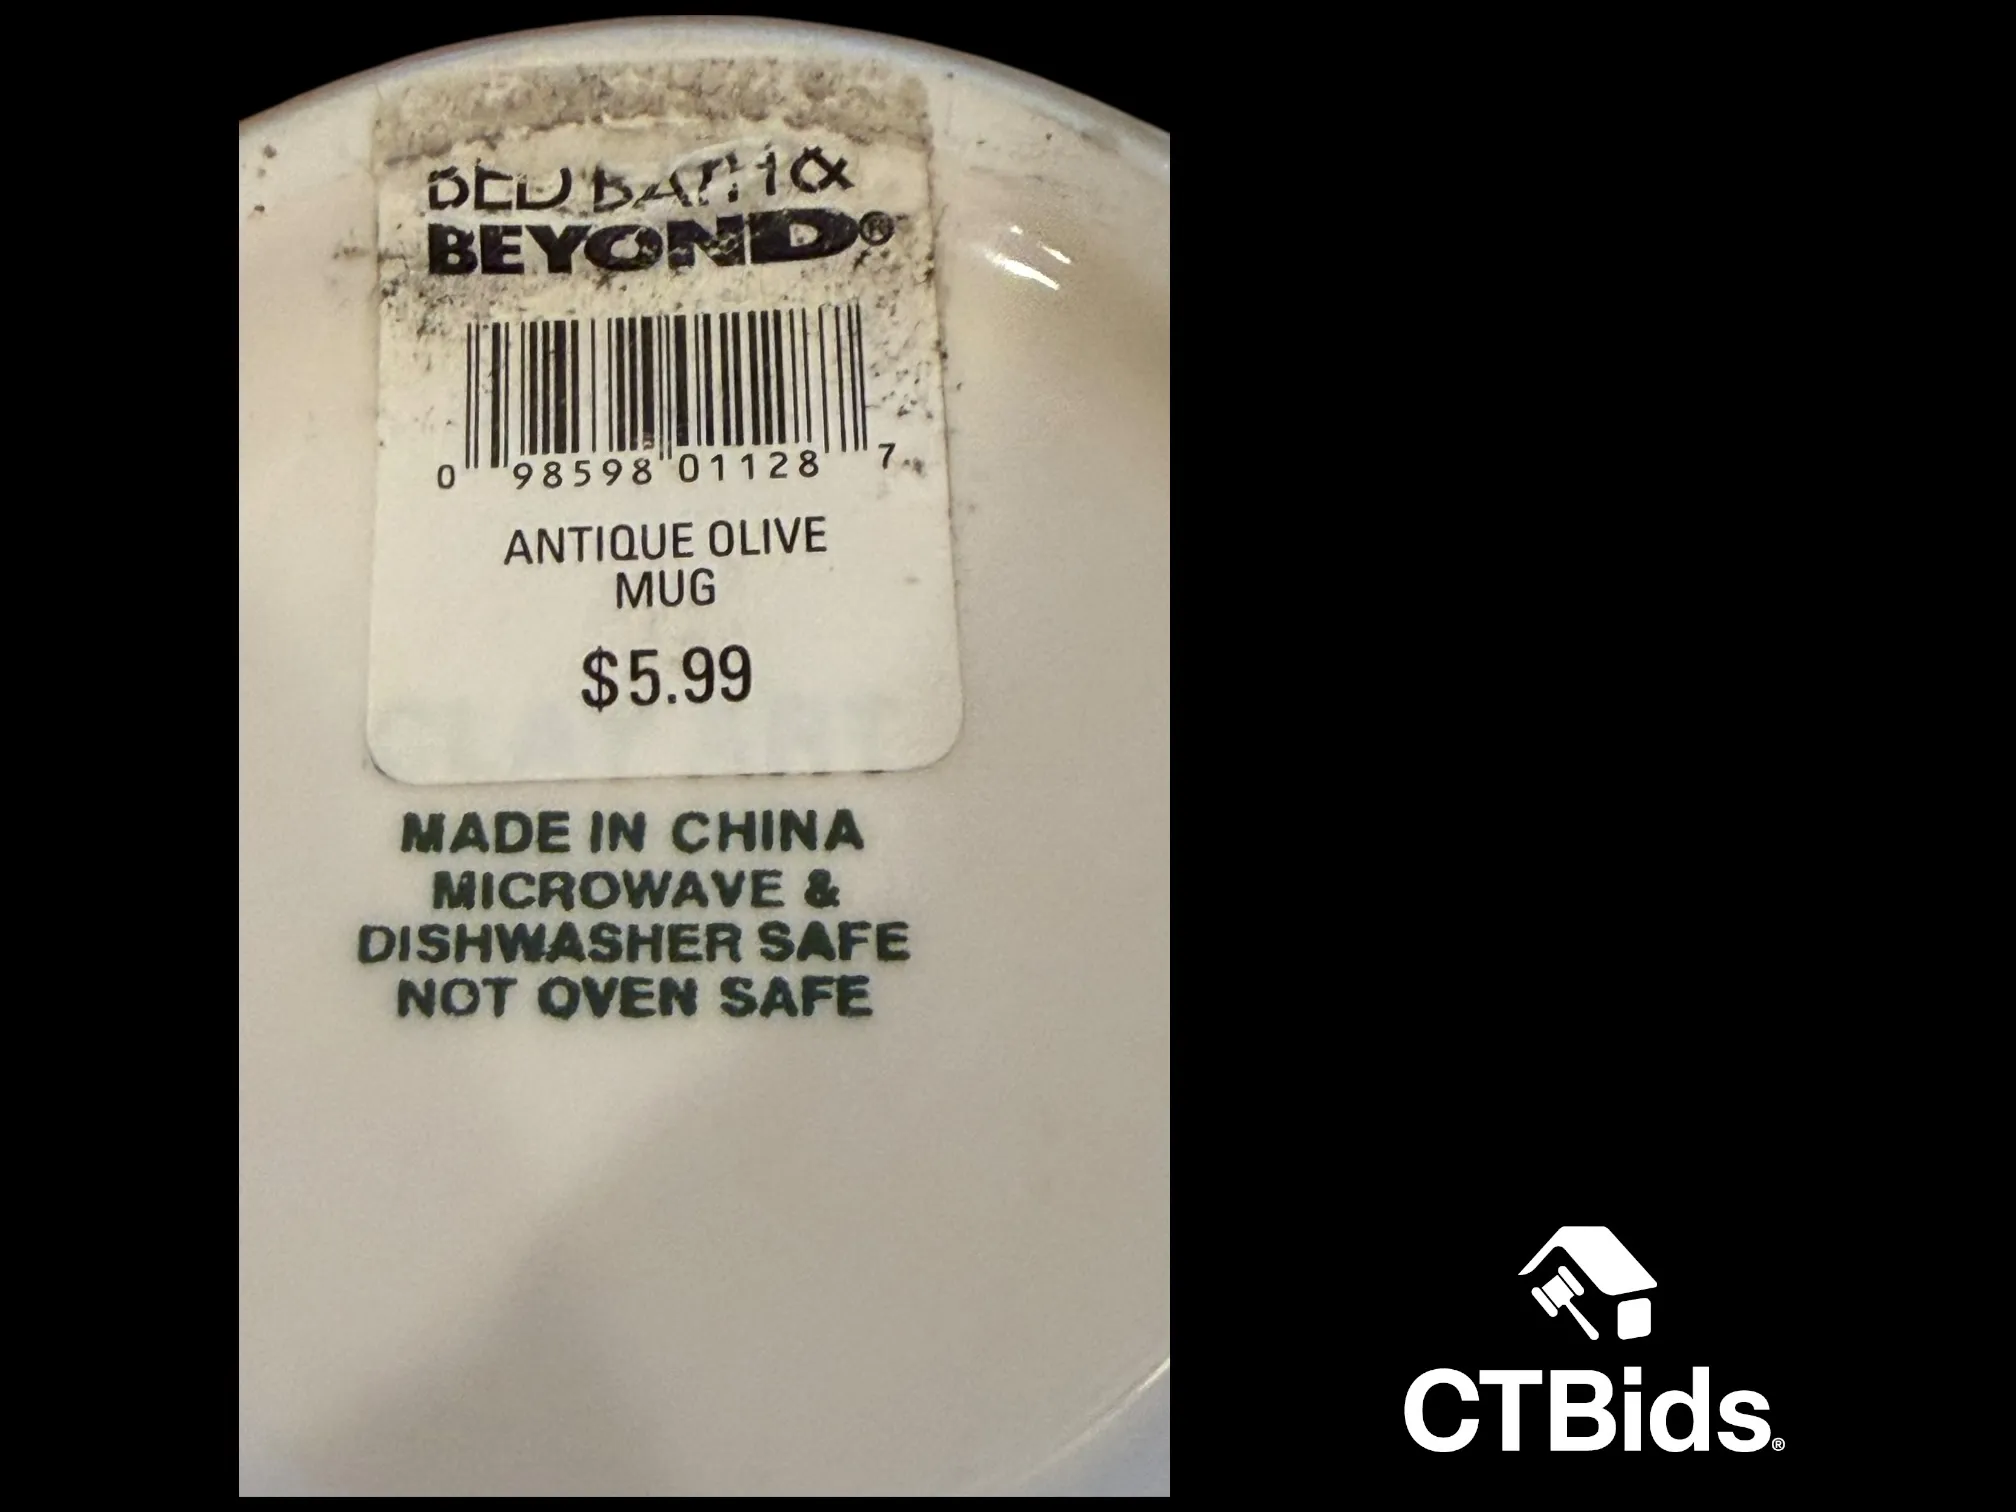 BED BATH &
BEYOND®
0 98598 01128 7
ANTIQUE OLIVE
MUG
$5.99
MADE IN CHINA
MICROWAVE &
DISHWASHER SAFE
NOT OVEN SAFE
CTBids®